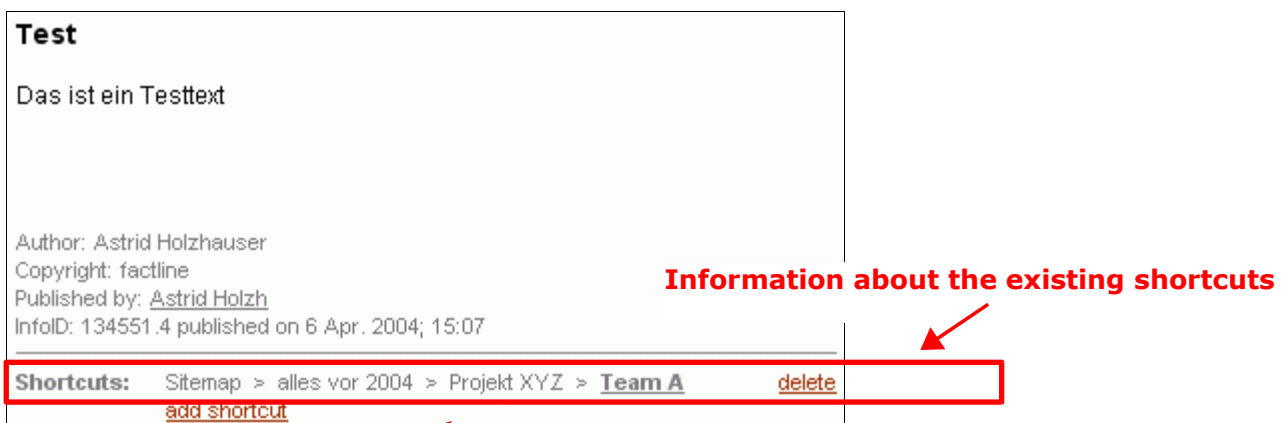 Test
Das ist ein Testtext
Author: Astrid Holzhauser
Copyright: factline
Published by: Astrid Holzh
InfoID: 134551.4 published on 6 Apr. 2004; 15:07
Information about the existing shortcuts
Shortcuts: Sitemap > alles vor 2004 > Projekt XYZ > Team A delete
add shortcut